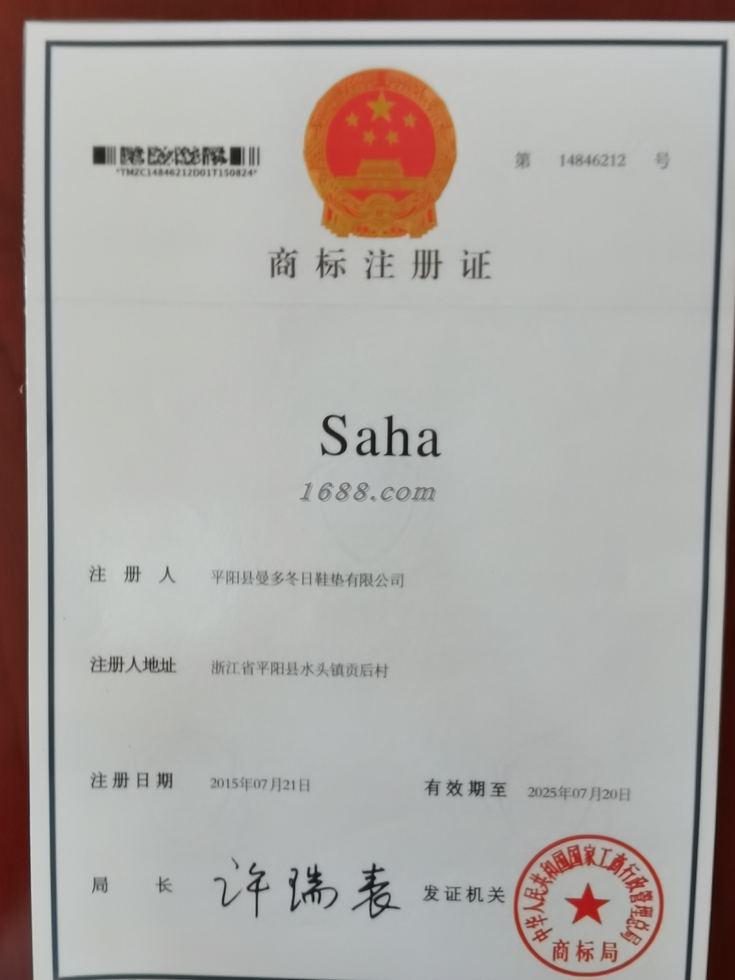 *TMZC14846212D01T150824*
第 14846212 号
商标注册证
Saha
1688.com
注册人 平阳县曼多冬日鞋垫有限公司
注册人地址 浙江省平阳县水头镇贡后村
注册日期 2015年07月21日 有效期至 2025年07月20日
局长 许瑞表 发证机关
中华人民共和国国家工商行政管理总局
商标局